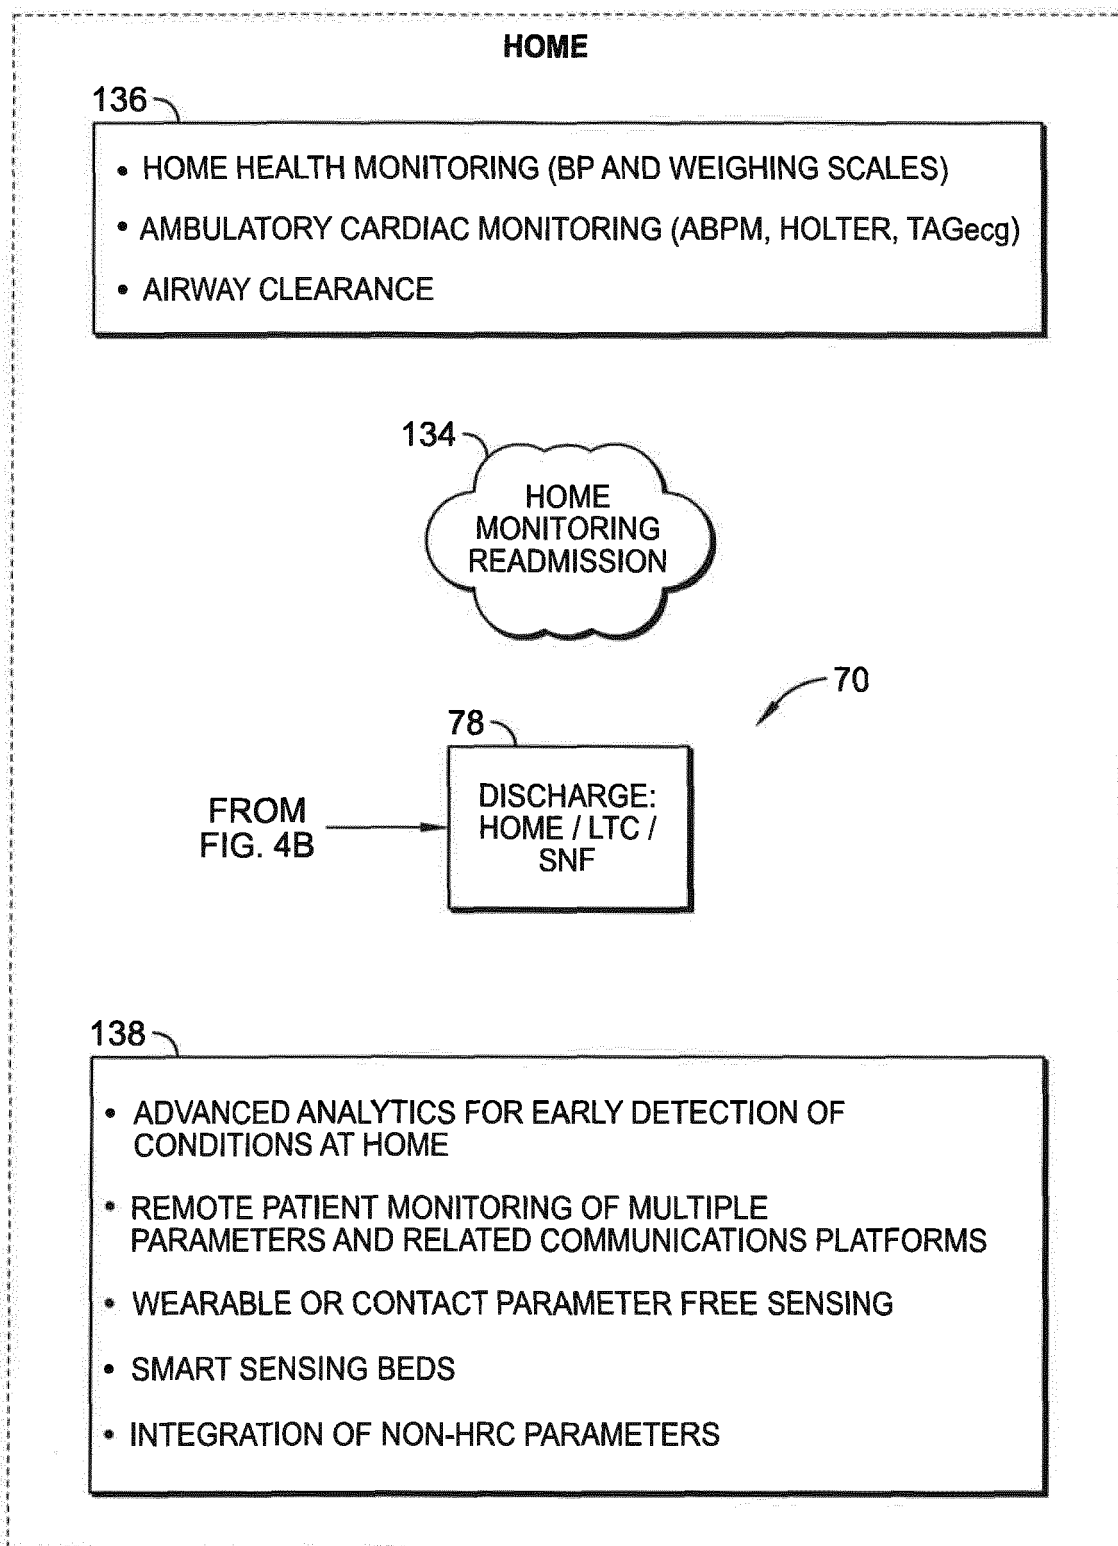 HOME
136
• HOME HEALTH MONITORING (BP AND WEIGHING SCALES)
• AMBULATORY CARDIAC MONITORING (ABPM, HOLTER, TAGecg)
• AIRWAY CLEARANCE
134
HOME
MONITORING
READMISSION
70
78
DISCHARGE:
HOME / LTC /
SNF
FROM
FIG. 4B
138
• ADVANCED ANALYTICS FOR EARLY DETECTION OF
CONDITIONS AT HOME
• REMOTE PATIENT MONITORING OF MULTIPLE
PARAMETERS AND RELATED COMMUNICATIONS PLATFORMS
• WEARABLE OR CONTACT PARAMETER FREE SENSING
• SMART SENSING BEDS
• INTEGRATION OF NON-HRC PARAMETERS